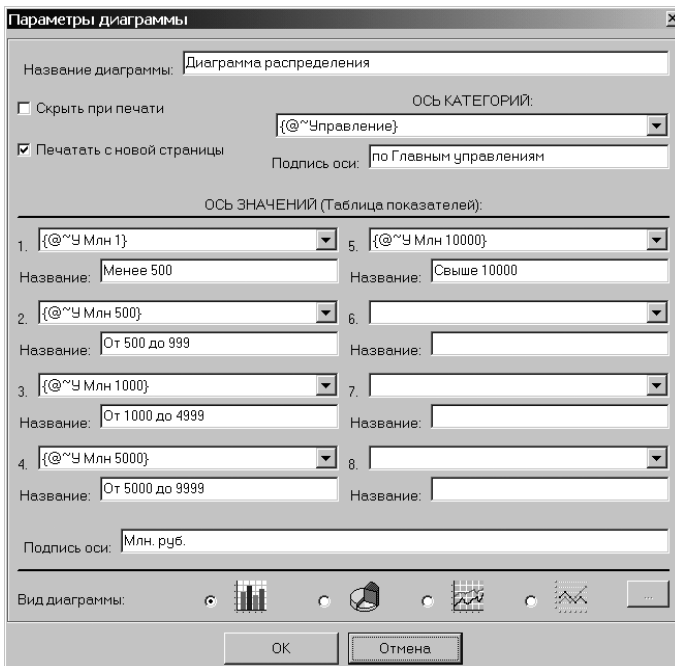 Параметры диаграммы
Название диаграммы: Диаграмма распределения
Скрыть при печати
ОСЬ КАТЕГОРИЙ:
{@~Управление}
Печатать с новой страницы
Подпись оси: по Главным управлениям
ОСЬ ЗНАЧЕНИЙ (Таблица показателей):
1. {@~У Млн 1} 5. {@~У Млн 10000}
Название: Менее 500 Название: Свыше 10000
2. {@~У Млн 500} 6.
Название: От 500 до 999 Название:
3. {@~У Млн 1000} 7.
Название: От 1000 до 4999 Название:
4. {@~У Млн 5000} 8.
Название: От 5000 до 9999 Название:
Подпись оси: Млн. руб.
Вид диаграммы: ...
OK Отмена